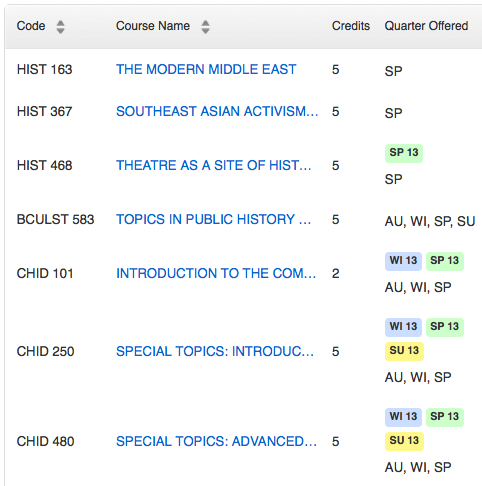 Code Course Name Credits Quarter Offered
HIST 163 THE MODERN MIDDLE EAST 5 SP
HIST 367 SOUTHEAST ASIAN ACTIVISM... 5 SP
SP 13
HIST 468 THEATRE AS A SITE OF HIST... 5
SP
BCULST 583 TOPICS IN PUBLIC HISTORY ... 5 AU, WI, SP, SU
WI 13 SP 13
CHID 101 INTRODUCTION TO THE COM... 2
AU, WI, SP
WI 13 SP 13
CHID 250 SPECIAL TOPICS: INTRODUC... 5 SU 13
AU, WI, SP
WI 13 SP 13
CHID 480 SPECIAL TOPICS: ADVANCED... 5 SU 13
AU, WI, SP